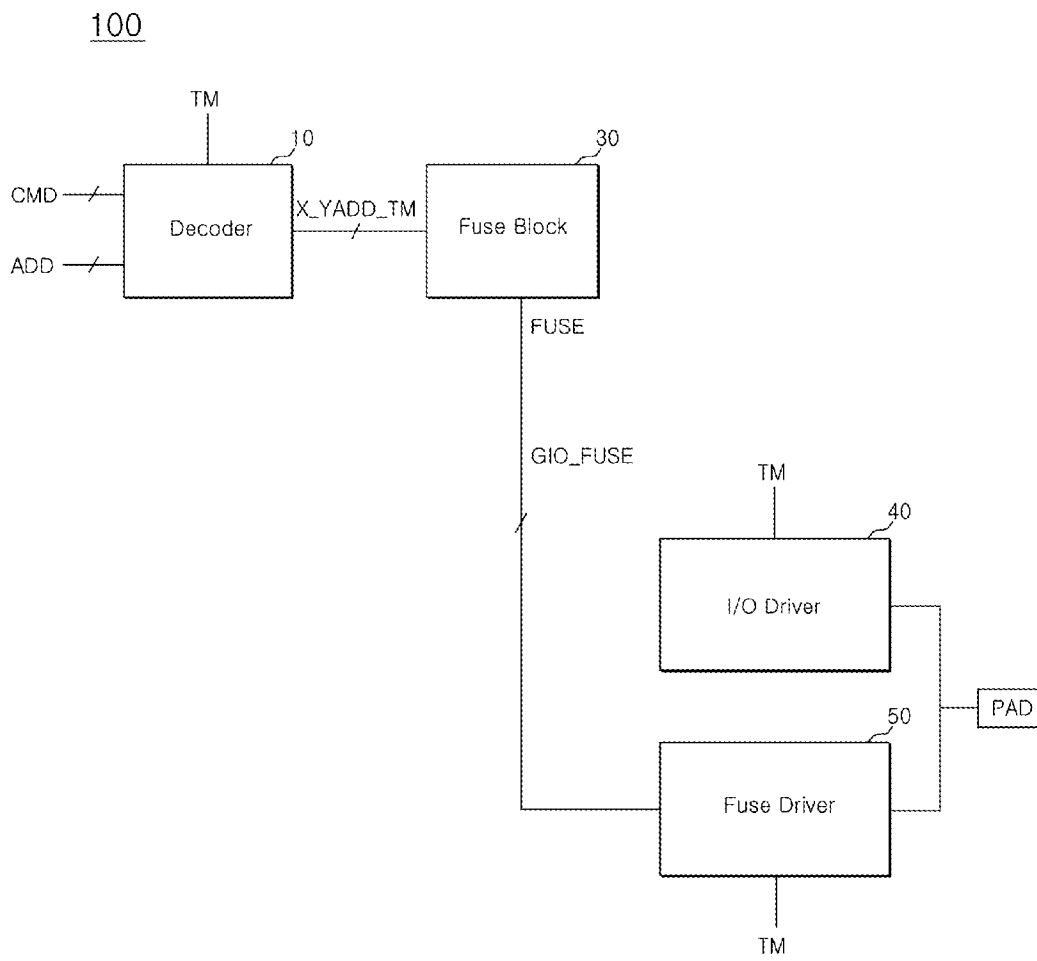 100
TM
10
30
CMD
Decoder
X_YADD_TM
Fuse Block
ADD
FUSE
GIO_FUSE
TM
40
I/O Driver
PAD
50
Fuse Driver
TM